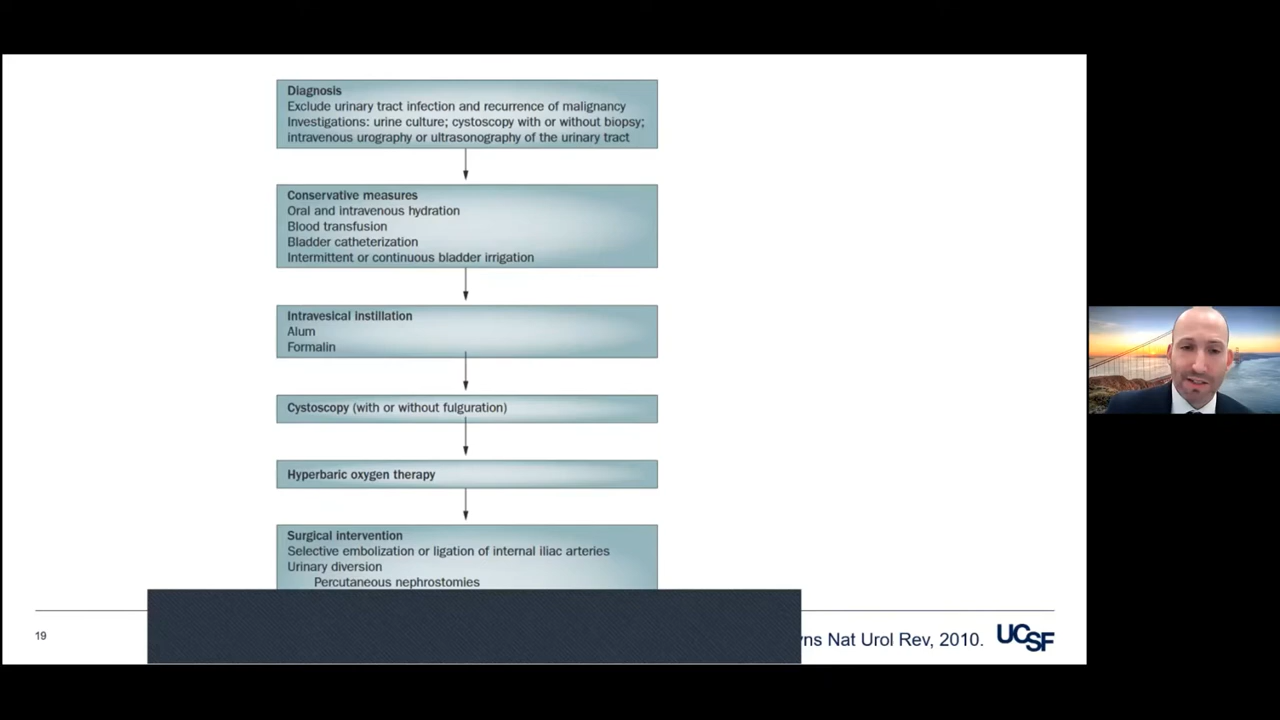 Diagnosis
Exclude urinary tract infection and recurrence of malignancy
Investigations: urine culture; cystoscopy with or without biopsy;
intravenous urography or ultrasonography of the urinary tract
Conservative measures
Oral and intravenous hydration
Blood transfusion
Bladder catheterization
Intermittent or continuous bladder irrigation
Intravesical instillation
Alum
Formalin
Cystoscopy (with or without fulguration)
Hyperbaric oxygen therapy
Surgical intervention
Selective embolization or ligation of internal iliac arteries
Urinary diversion
Percutaneous nephrostomies
19
Nat Urol Rev, 2010.
UCSF